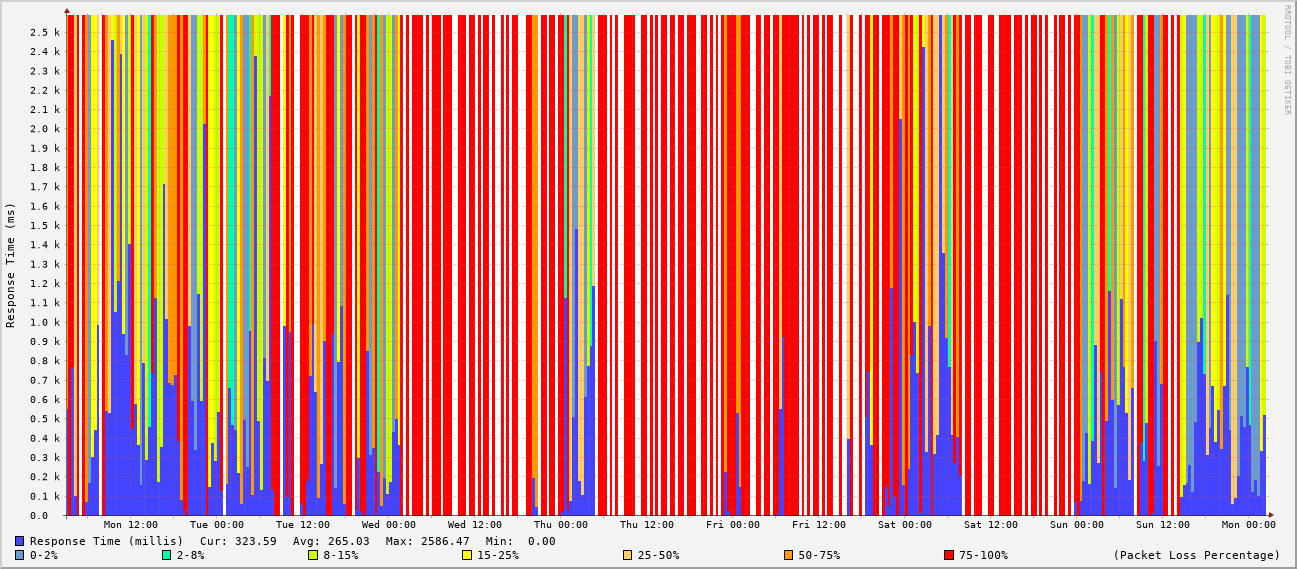 RRDTOOL / TOBI OETIKER
Response Time (ms)
2.5 k
2.4 k
2.3 k
2.2 k
2.1 k
2.0 k
1.9 k
1.8 k
1.7 k
1.6 k
1.5 k
1.4 k
1.3 k
1.2 k
1.1 k
1.0 k
0.9 k
0.8 k
0.7 k
0.6 k
0.5 k
0.4 k
0.3 k
0.2 k
0.1 k
0.0
Mon 12:00 Tue 00:00 Tue 12:00 Wed 00:00 Wed 12:00 Thu 00:00 Thu 12:00 Fri 00:00 Fri 12:00 Sat 00:00 Sat 12:00 Sun 00:00 Sun 12:00 Mon 00:00
Response Time (millis) Cur: 323.59 Avg: 265.03 Max: 2586.47 Min: 0.00
0-2% 2-8% 8-15% 15-25% 25-50% 50-75% 75-100% (Packet Loss Percentage)